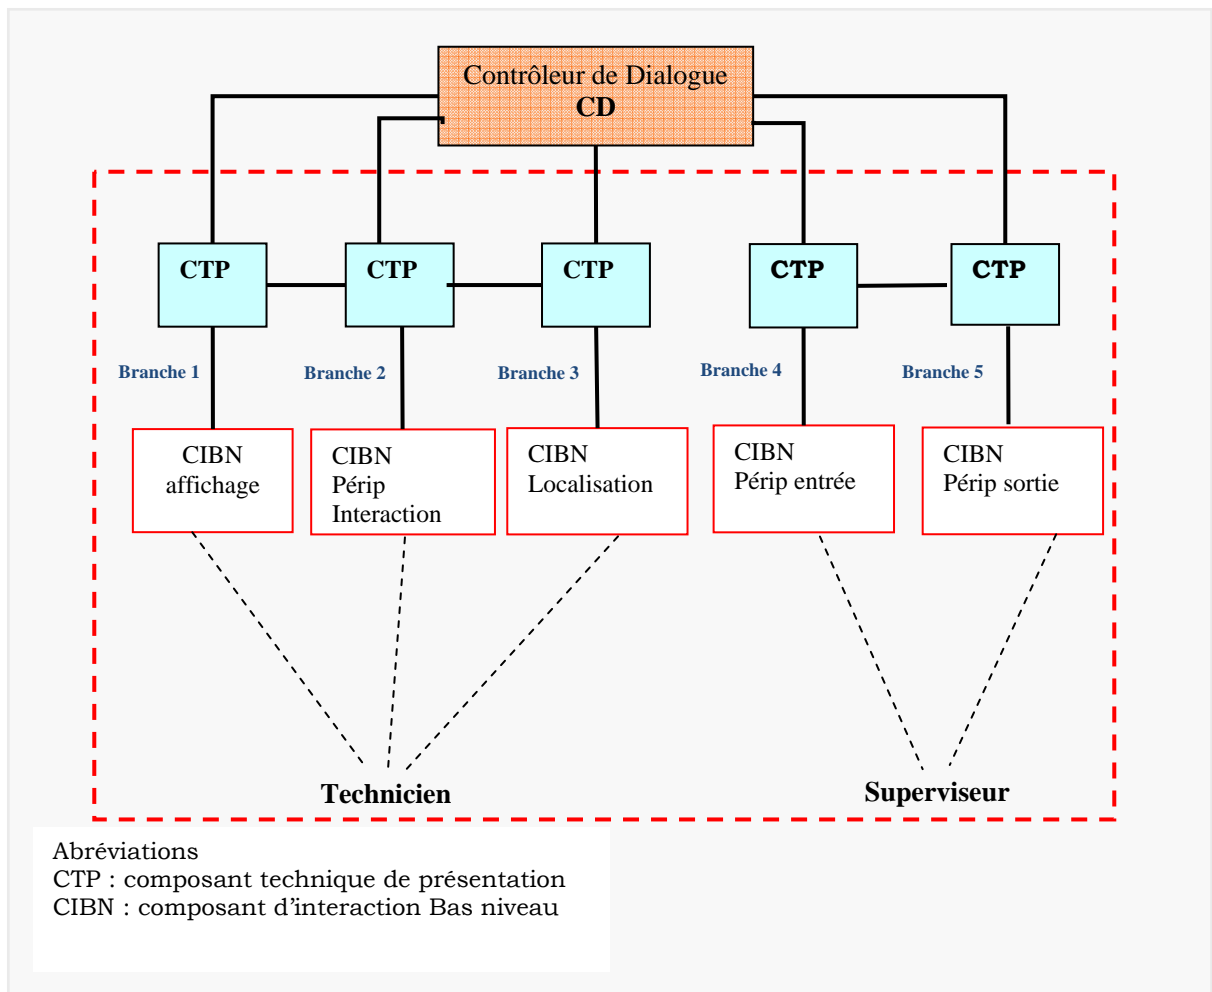 Contrôleur de Dialogue
CD
CTP
CTP
CTP
CTP
CTP
Branche 1
Branche 2
Branche 3
Branche 4
Branche 5
CIBN
affichage
CIBN
Périp
Interaction
CIBN
Localisation
CIBN
Périp entrée
CIBN
Périp sortie
Technicien
Superviseur
Abréviations
CTP : composant technique de présentation
CIBN : composant d’interaction Bas niveau